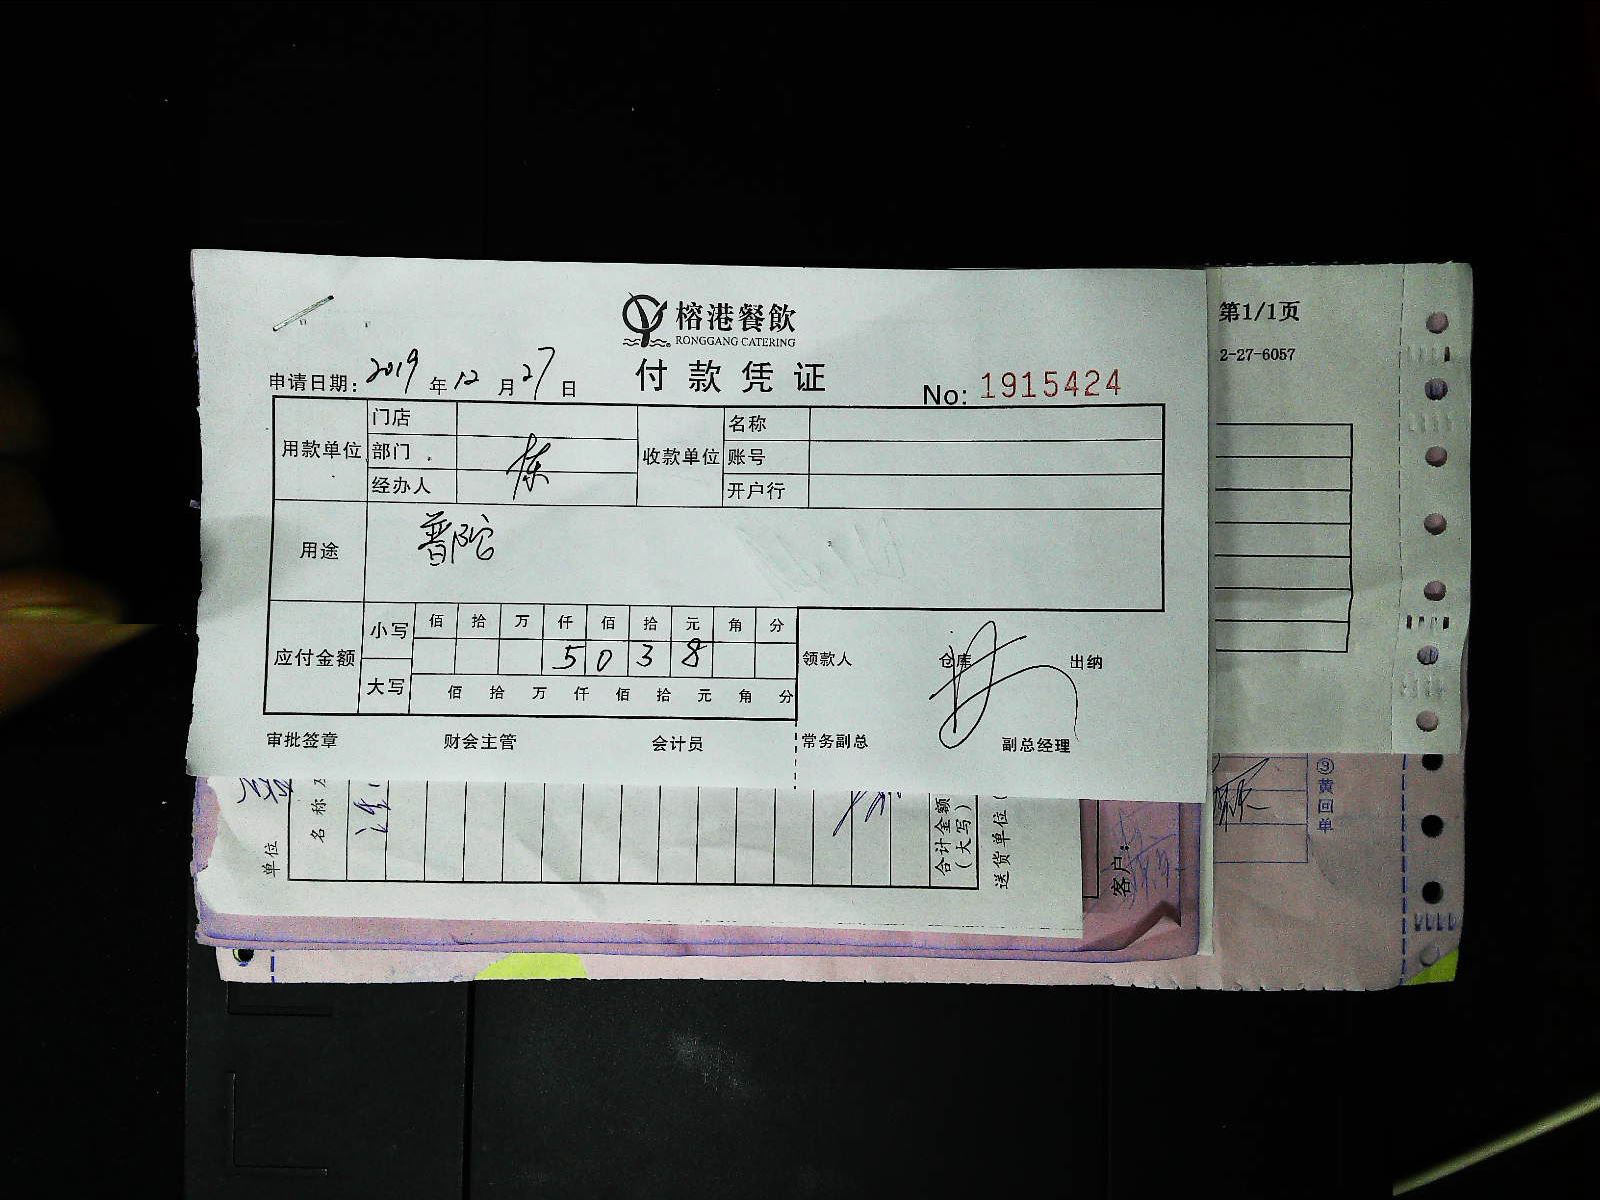 榕港餐飲
RONGGANG CATERING
付款凭证
申请日期: 2019 年 12 月 27 日
No: 1915424
用款单位 门店
部门
经办人
收款单位 名称
账号
开户行
用途 普陀
应付金额 小写 佰 拾 万 仟 佰 拾 元 角 分
5 0 3 8
大写 佰 拾 万 仟 佰 拾 元 角 分
领款人 仓库 出纳
审批签章 财会主管 会计员 常务副总 副总经理
第1/1页
2-27-6057
③黄回单
单位
名称
合计金额
(大写)
送货单位(
客户: